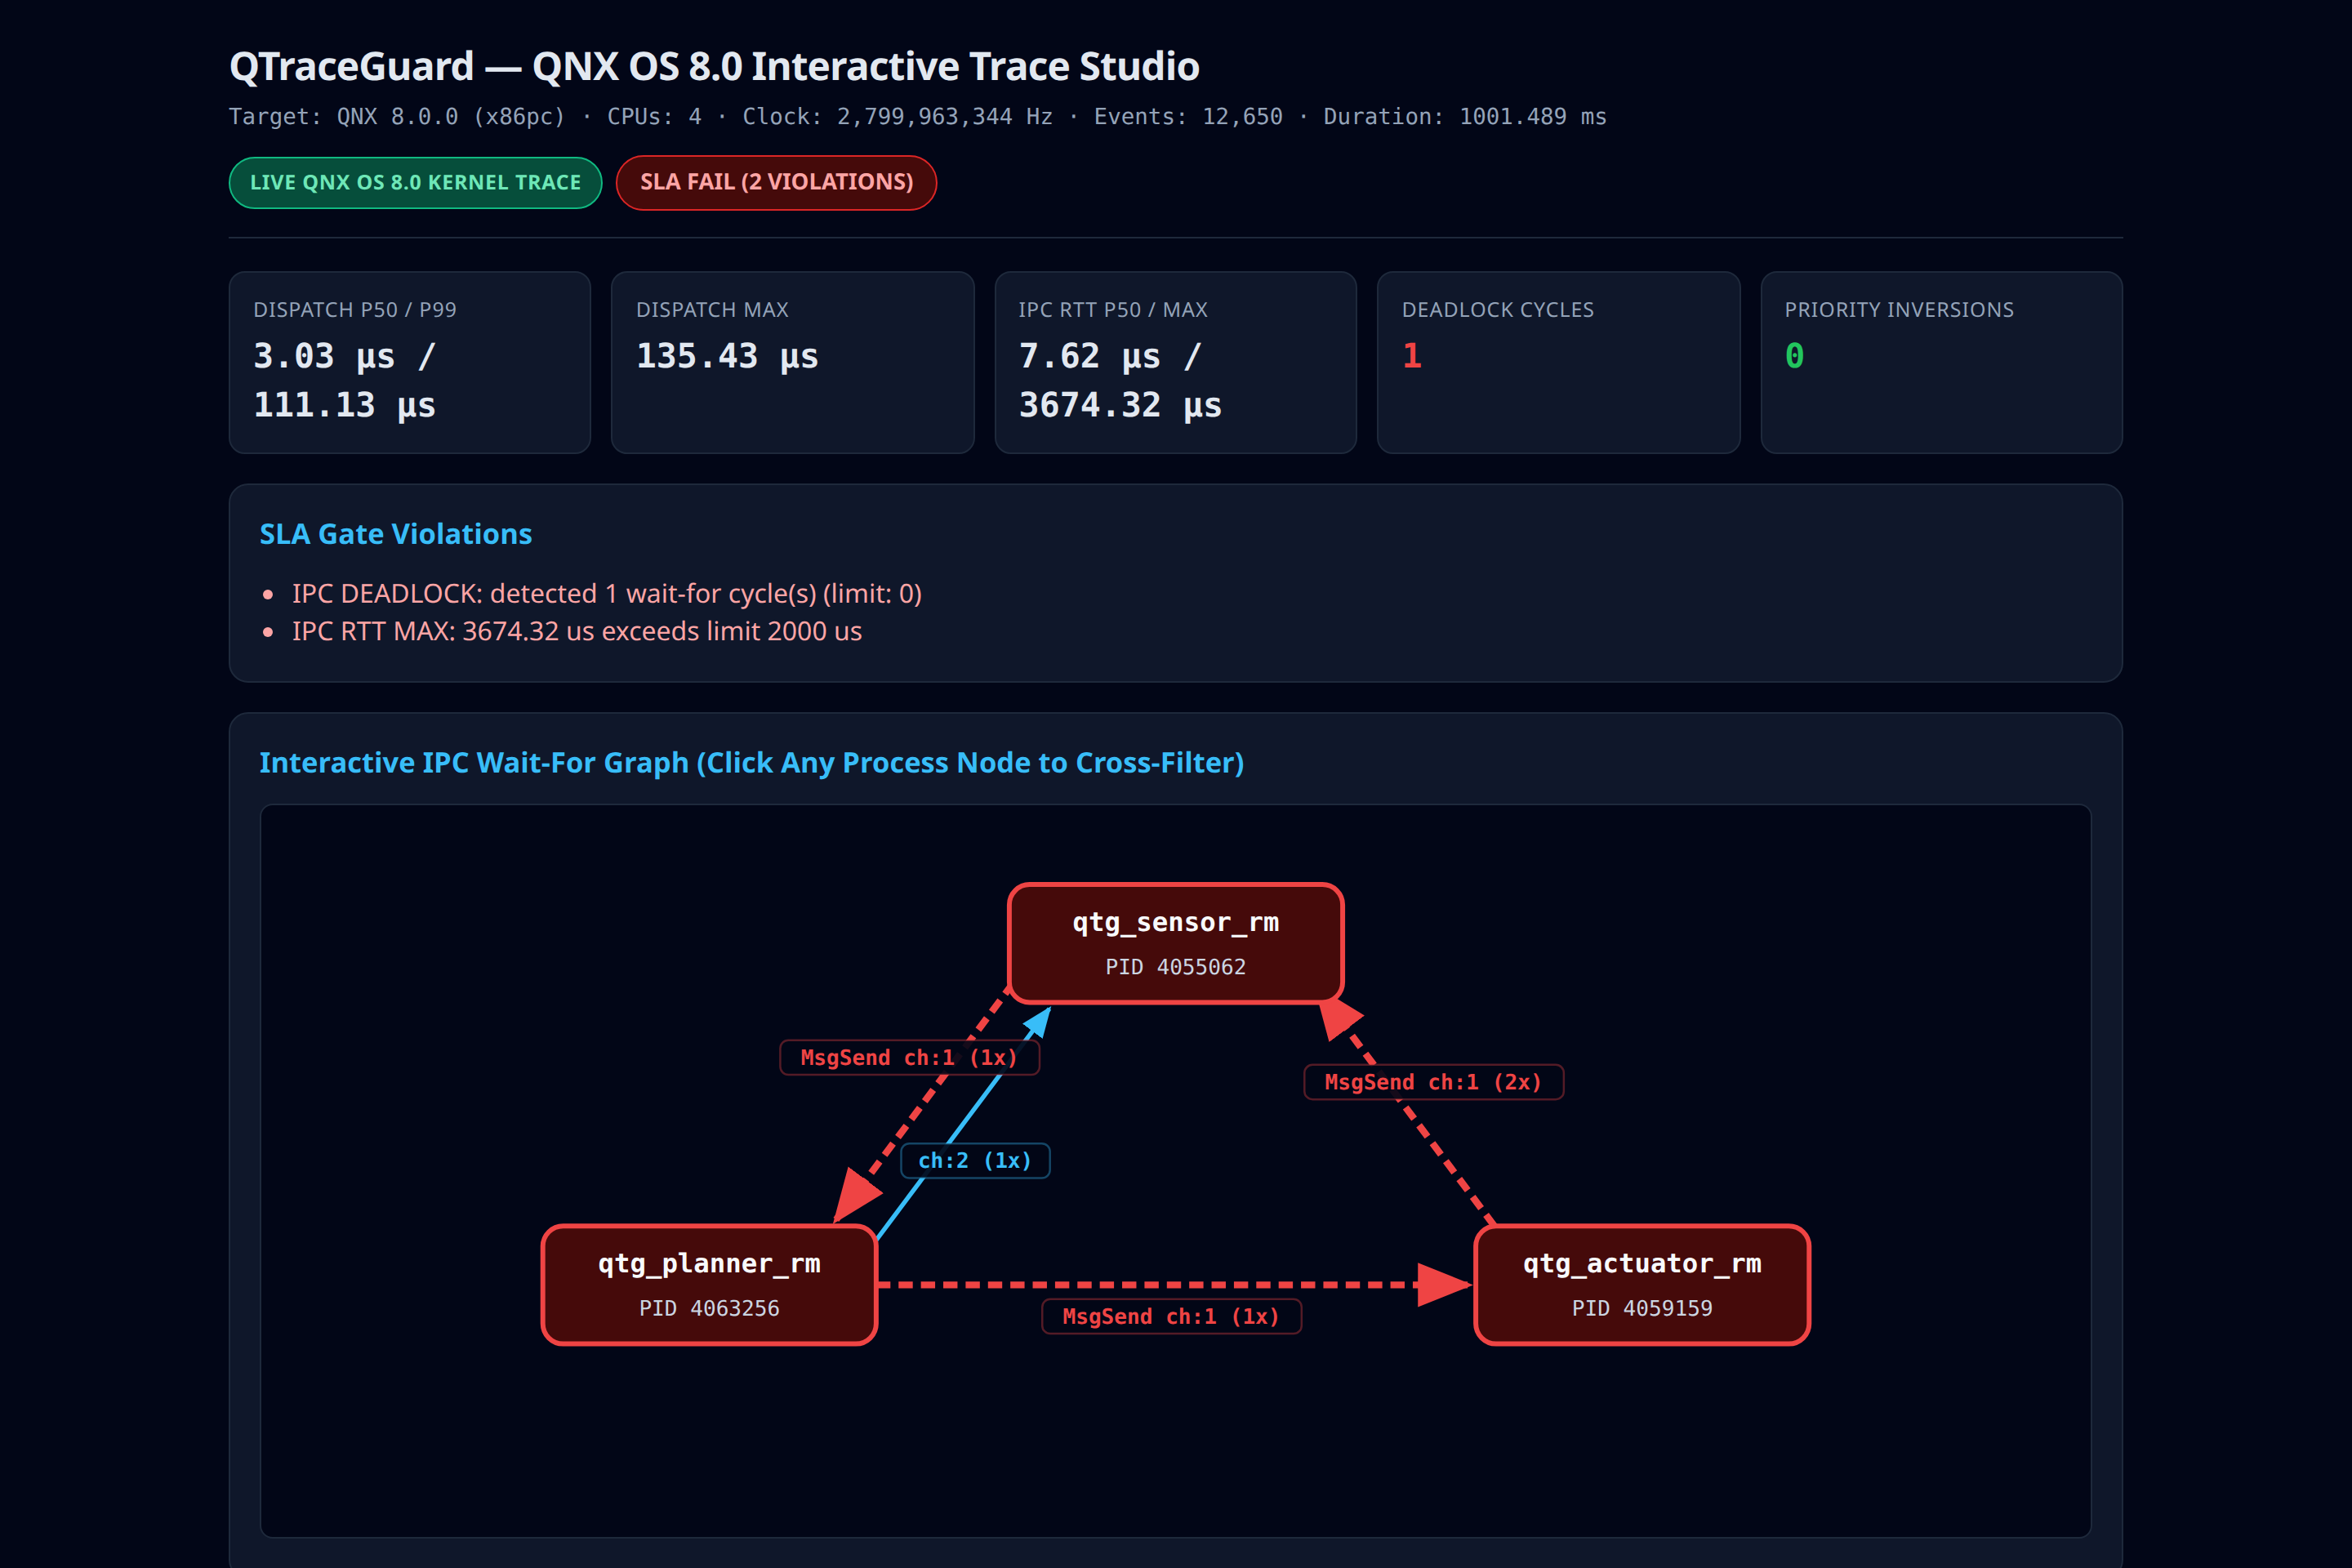 QTraceGuard — QNX OS 8.0 Interactive Trace Studio
Target: QNX 8.0.0 (x86pc) · CPUs: 4 · Clock: 2,799,963,344 Hz · Events: 12,650 · Duration: 1001.489 ms
LIVE QNX OS 8.0 KERNEL TRACE
SLA FAIL (2 VIOLATIONS)
DISPATCH P50 / P99
3.03 µs /
111.13 µs
DISPATCH MAX
135.43 µs
IPC RTT P50 / MAX
7.62 µs /
3674.32 µs
DEADLOCK CYCLES
1
PRIORITY INVERSIONS
0
SLA Gate Violations
• IPC DEADLOCK: detected 1 wait-for cycle(s) (limit: 0)
• IPC RTT MAX: 3674.32 us exceeds limit 2000 us
Interactive IPC Wait-For Graph (Click Any Process Node to Cross-Filter)
qtg_sensor_rm
PID 4055062
MsgSend ch:1 (1x)
MsgSend ch:1 (2x)
ch:2 (1x)
qtg_planner_rm
PID 4063256
MsgSend ch:1 (1x)
qtg_actuator_rm
PID 4059159